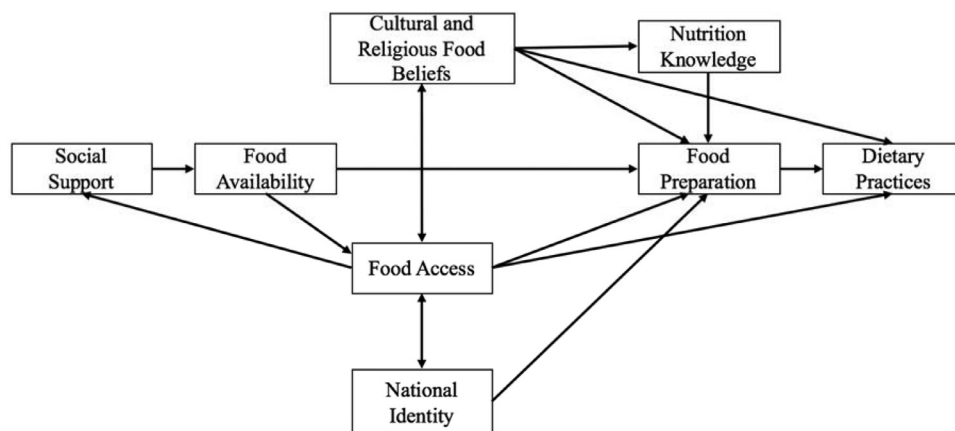 Cultural and
Religious Food
Beliefs
Nutrition
Knowledge
Social
Support
Food
Availability
Food
Preparation
Dietary
Practices
Food Access
National
Identity